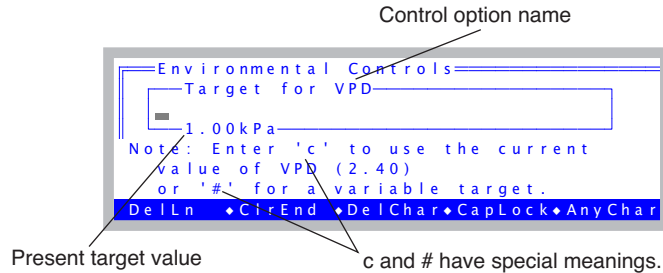 Control option name
Environmental Controls
Target for VPD
1.00kPa
Note: Enter 'c' to use the current
value of VPD (2.40)
or '#' for a variable target.
DelLn ◆ClrEnd ◆DelChar◆CapLock◆AnyChar
Present target value
c and # have special meanings.